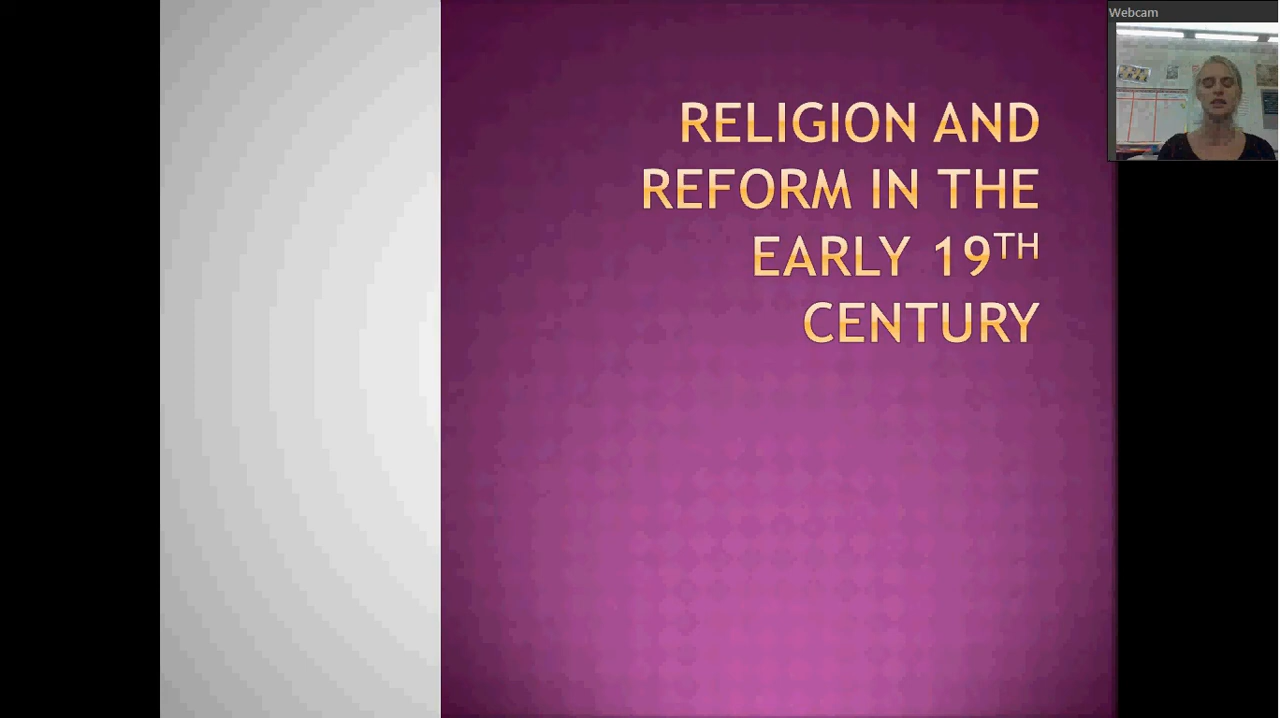 Webcam
RELIGION AND
REFORM IN THE
EARLY 19TH
CENTURY